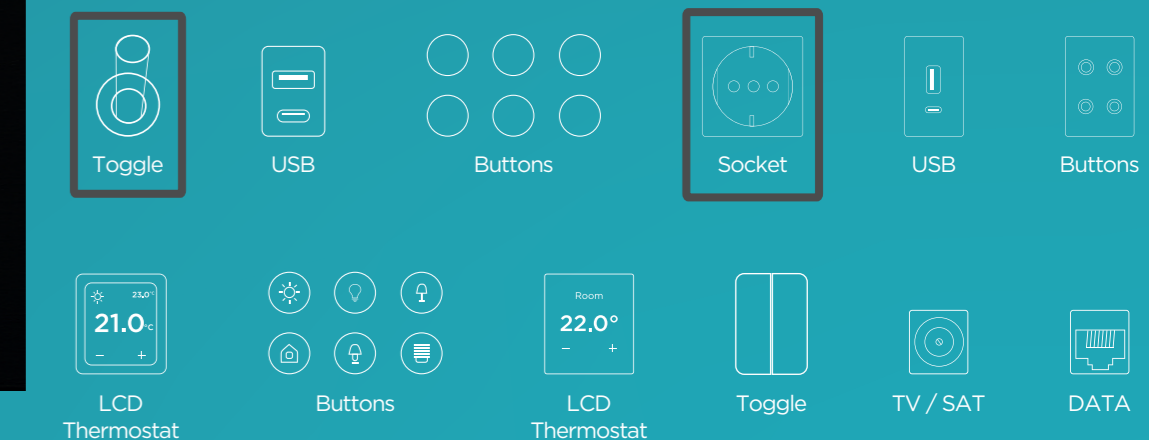 Toggle
USB
Buttons
Socket
USB
Buttons
23.0°c
21.0°c
− +
Room
22.0°
− +
LCD
Thermostat
Buttons
LCD
Thermostat
Toggle
TV / SAT
DATA